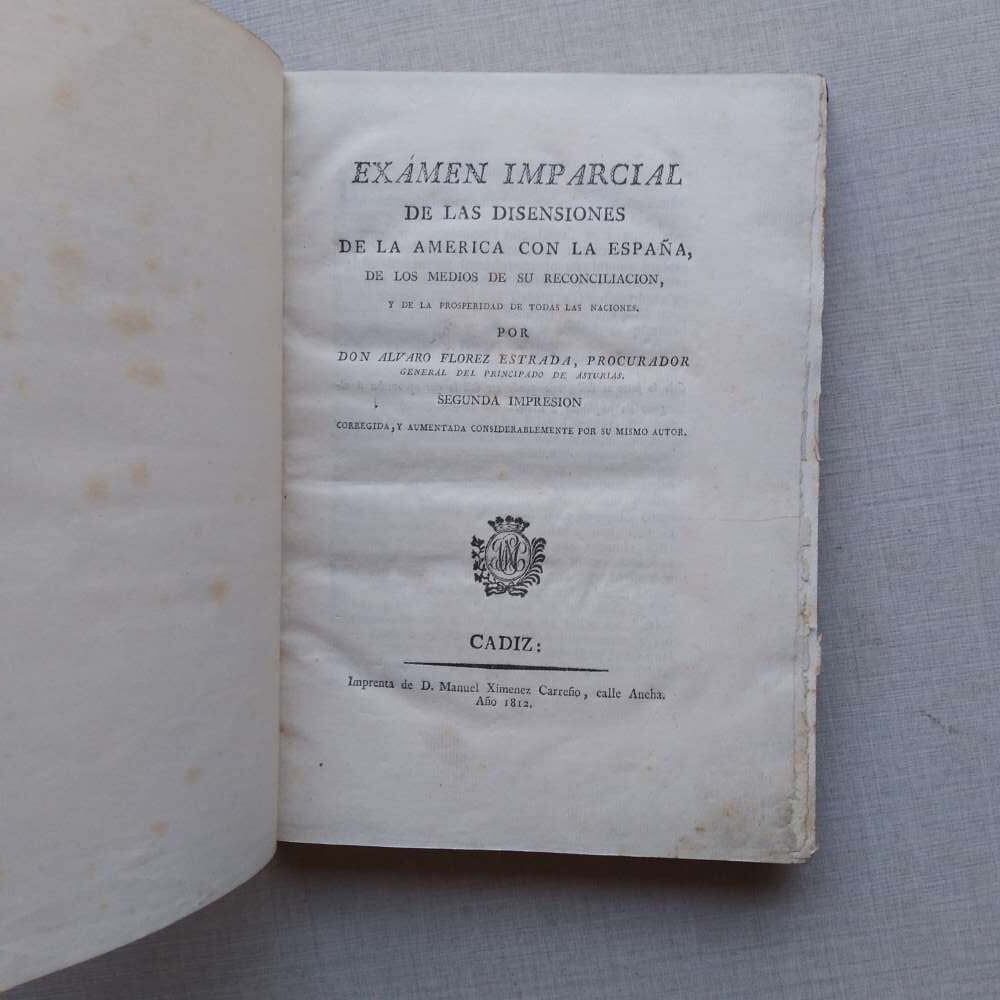 EXÁMEN IMPARCIAL
DE LAS DISENSIONES
DE LA AMERICA CON LA ESPAÑA,
DE LOS MEDIOS DE SU RECONCILIACION,
Y DE LA PROSPERIDAD DE TODAS LAS NACIONES.
POR
DON ALVARO FLOREZ ESTRADA, PROCURADOR
GENERAL DEL PRINCIPADO DE ASTURIAS.
SEGUNDA IMPRESION
CORREGIDA, Y AUMENTADA CONSIDERABLEMENTE POR SU MISMO AUTOR.
CADIZ:
Imprenta de D. Manuel Ximenez Carreño, calle Ancha.
Año 1812.